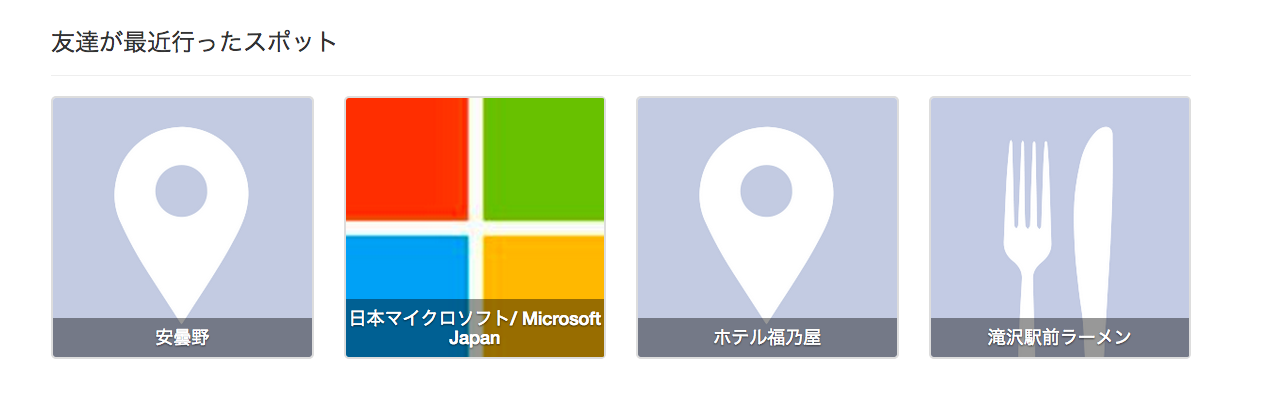 友達が最近行ったスポット
安曇野
日本マイクロソフト/ Microsoft
Japan
ホテル福乃屋
滝沢駅前ラーメン